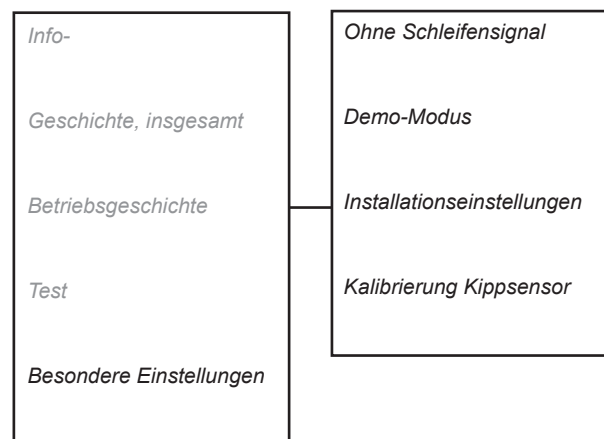 Info-
Geschichte, insgesamt
Betriebsgeschichte
Test
Besondere Einstellungen
Ohne Schleifensignal
Demo-Modus
Installationseinstellungen
Kalibrierung Kippsensor